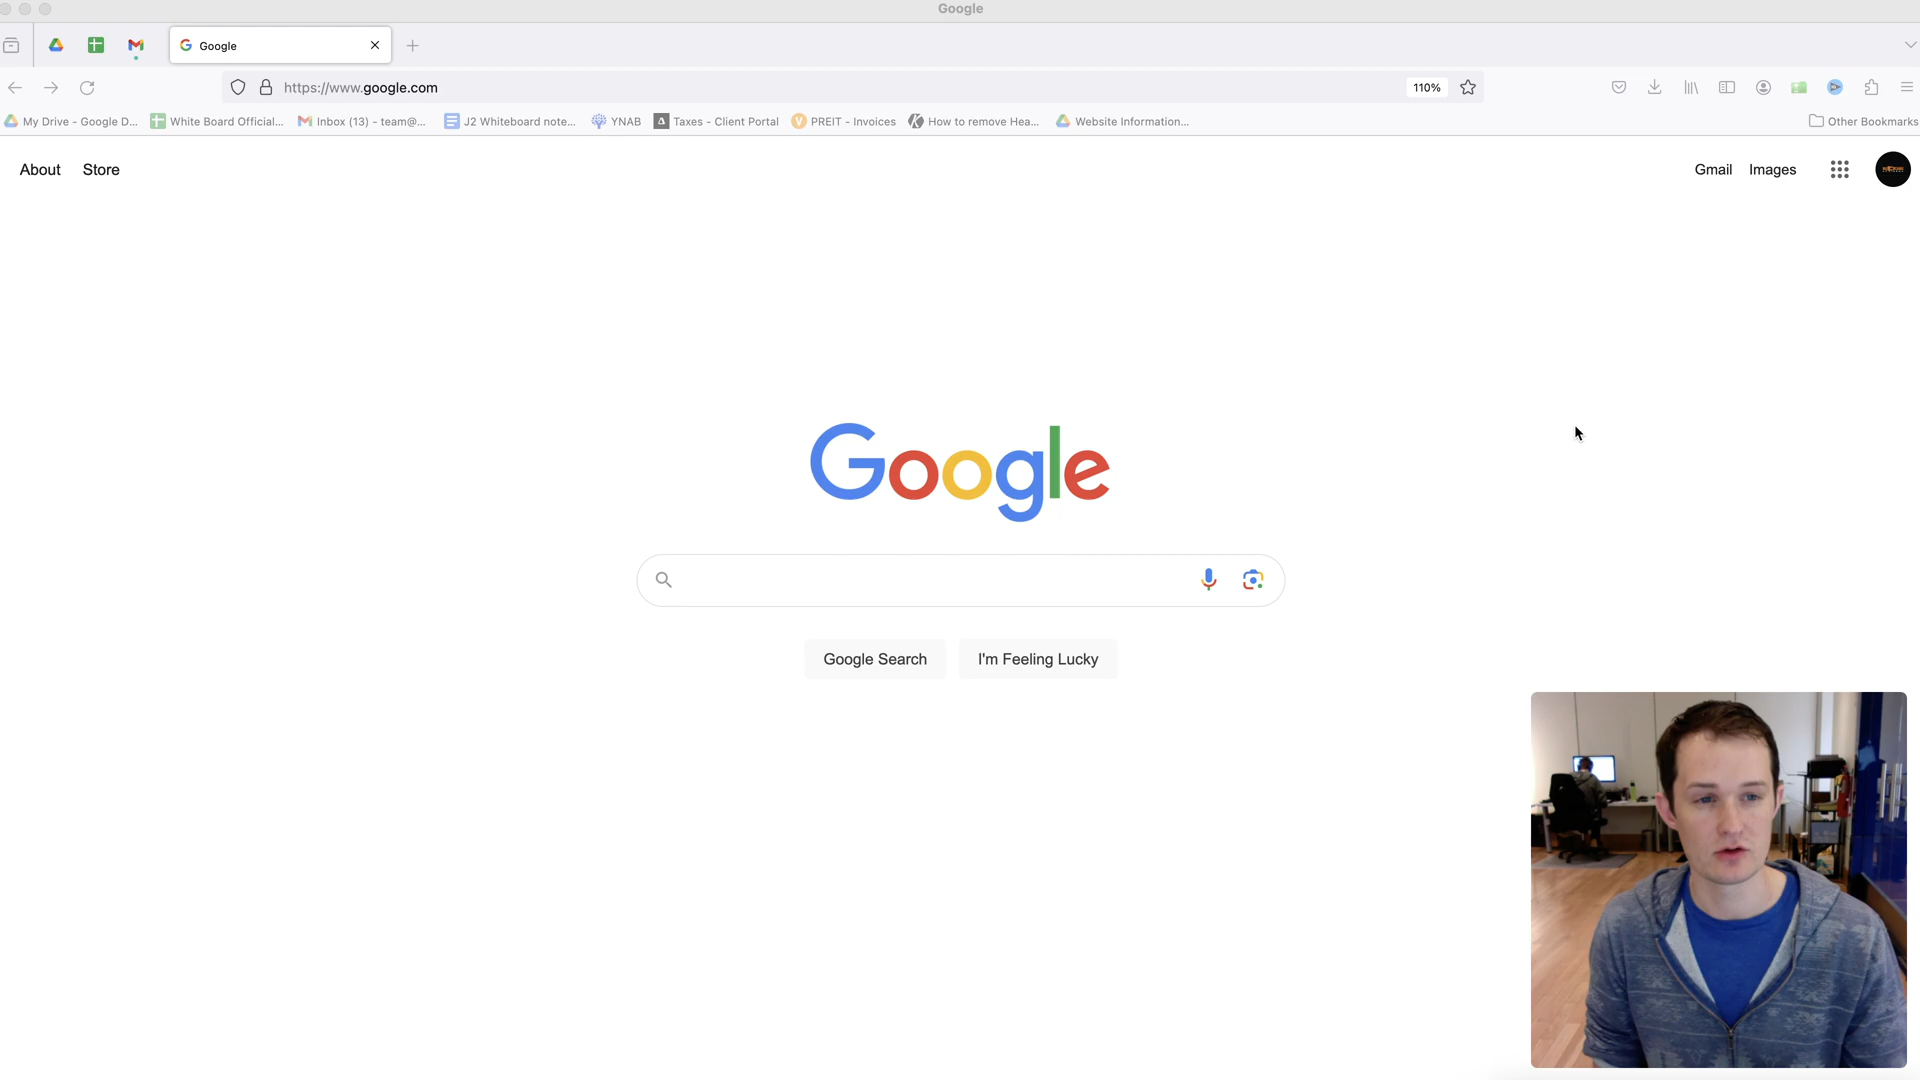 Google
Google
https://www.google.com
110%
My Drive - Google D...
White Board Official...
Inbox (13) - team@...
J2 Whiteboard note...
YNAB
Taxes - Client Portal
PREIT - Invoices
How to remove Hea...
Website Information...
Other Bookmarks
About
Store
Gmail
Images
Google
Google Search
I'm Feeling Lucky